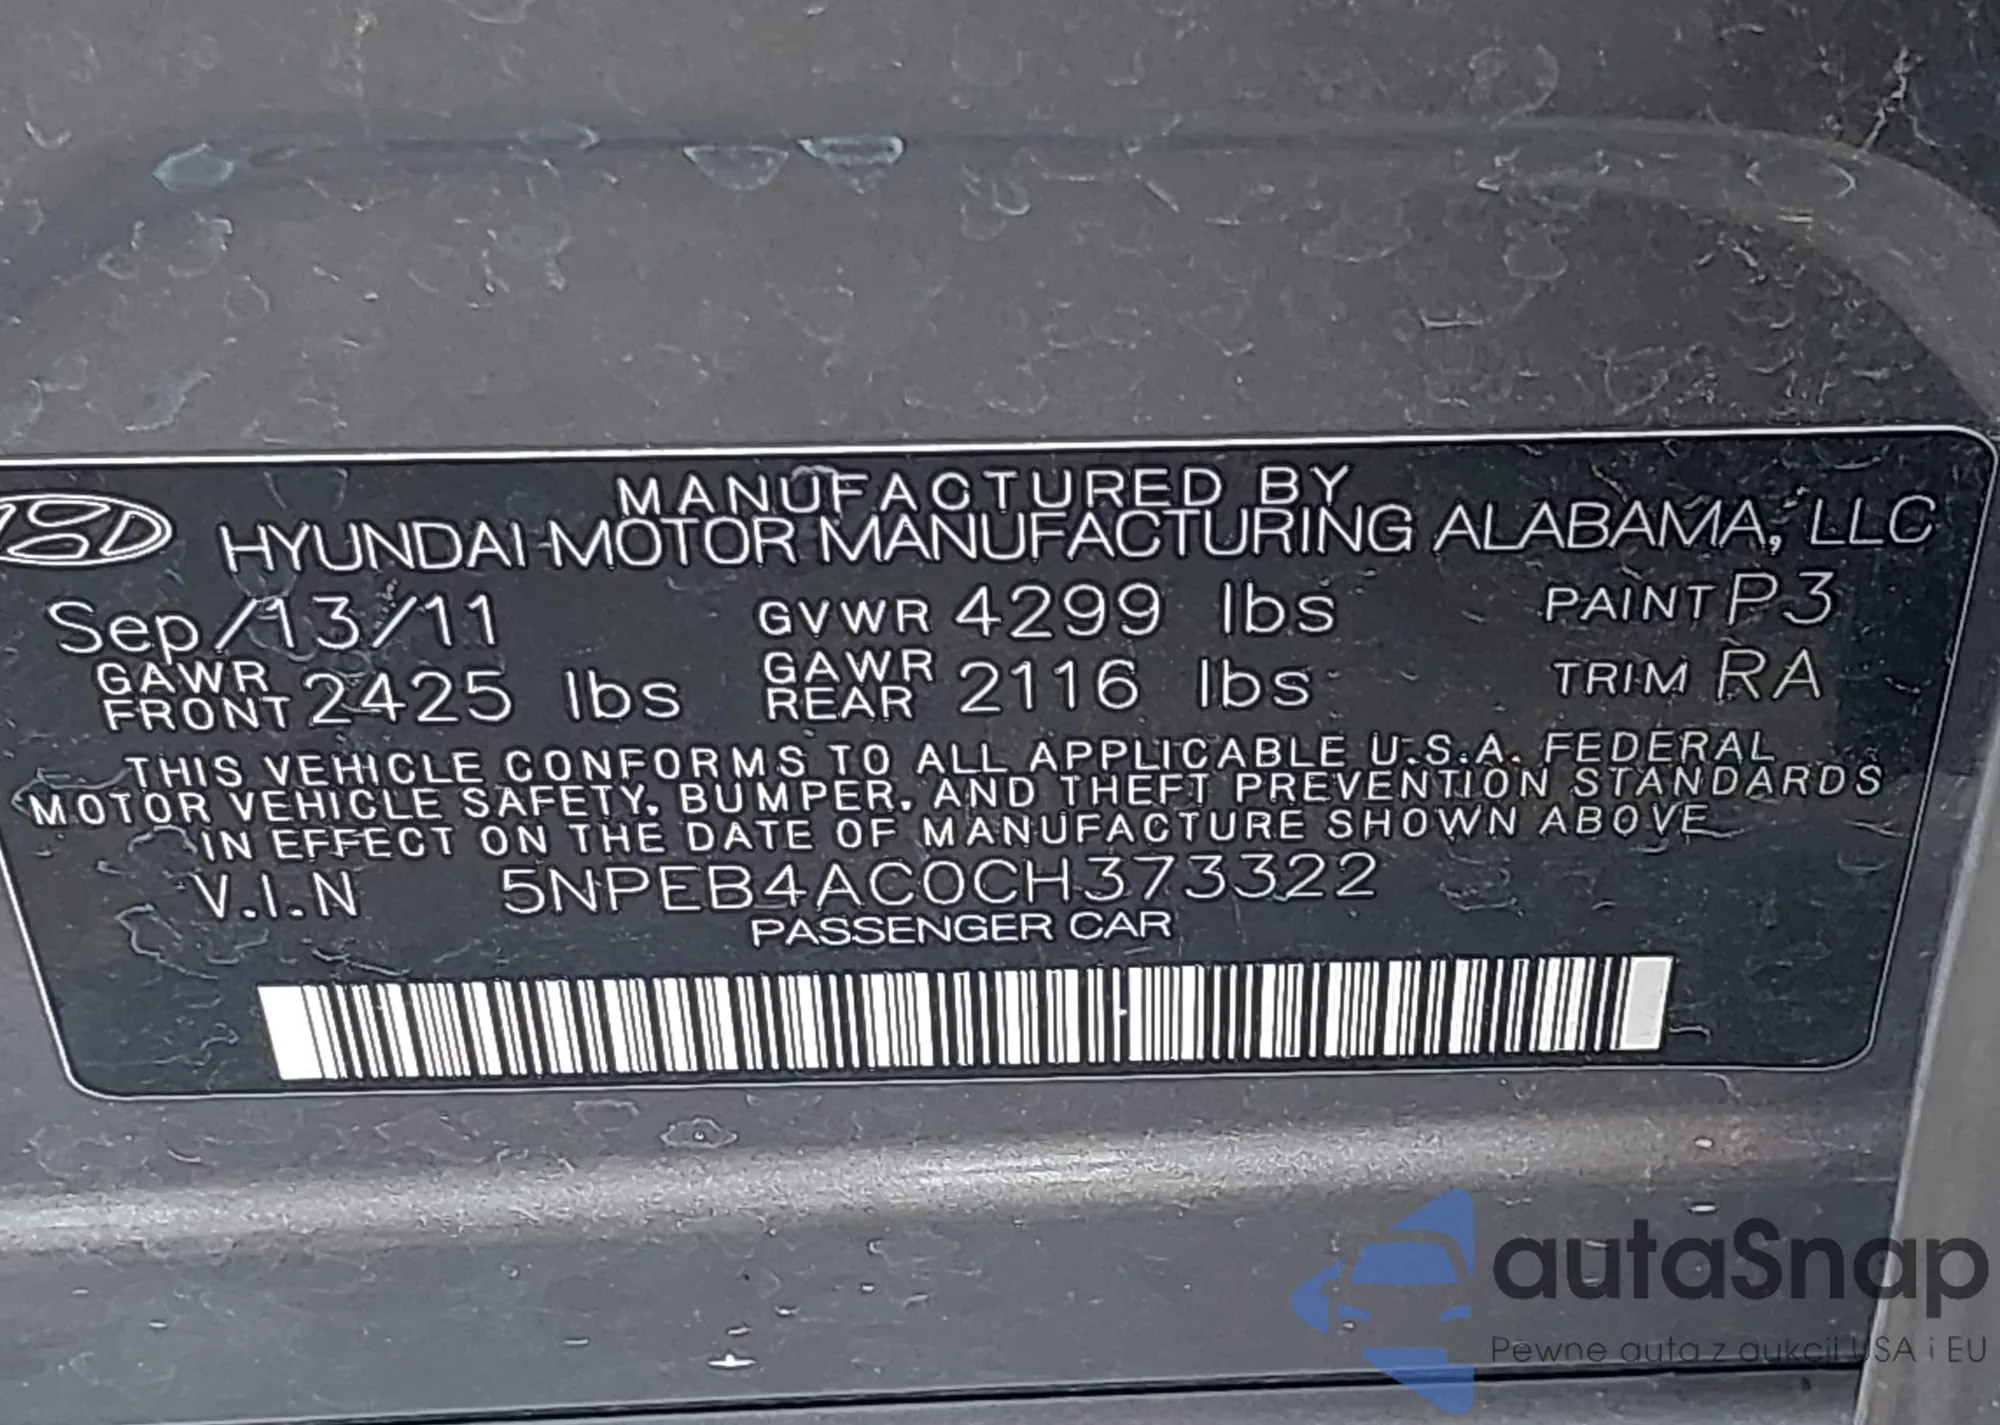 MANUFACTURED BY
HYUNDAI MOTOR MANUFACTURING ALABAMA, LLC
Sep/13/11 GVWR 4299 lbs PAINT P3
GAWR FRONT 2425 lbs GAWR REAR 2116 lbs TRIM RA
THIS VEHICLE CONFORMS TO ALL APPLICABLE U.S.A. FEDERAL
MOTOR VEHICLE SAFETY, BUMPER, AND THEFT PREVENTION STANDARDS
IN EFFECT ON THE DATE OF MANUFACTURE SHOWN ABOVE
V.I.N 5NPEB4AC0CH373322
PASSENGER CAR
autaSnap
Pewne auta z aukcji USA i EU